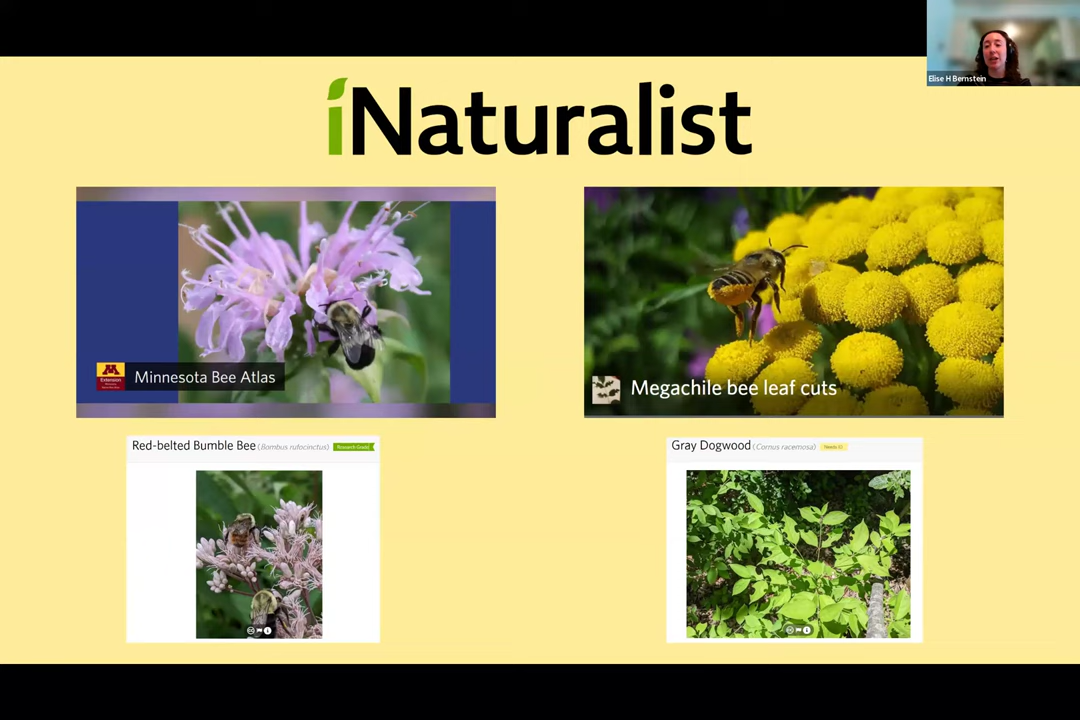 Elise H Bernstein
iNaturalist
Extension
Minnesota Bee Atlas
Megachile bee leaf cuts
Red-belted Bumble Bee (Bombus rufocinctus) Research Grade
Gray Dogwood (Cornus racemosa) Needs ID